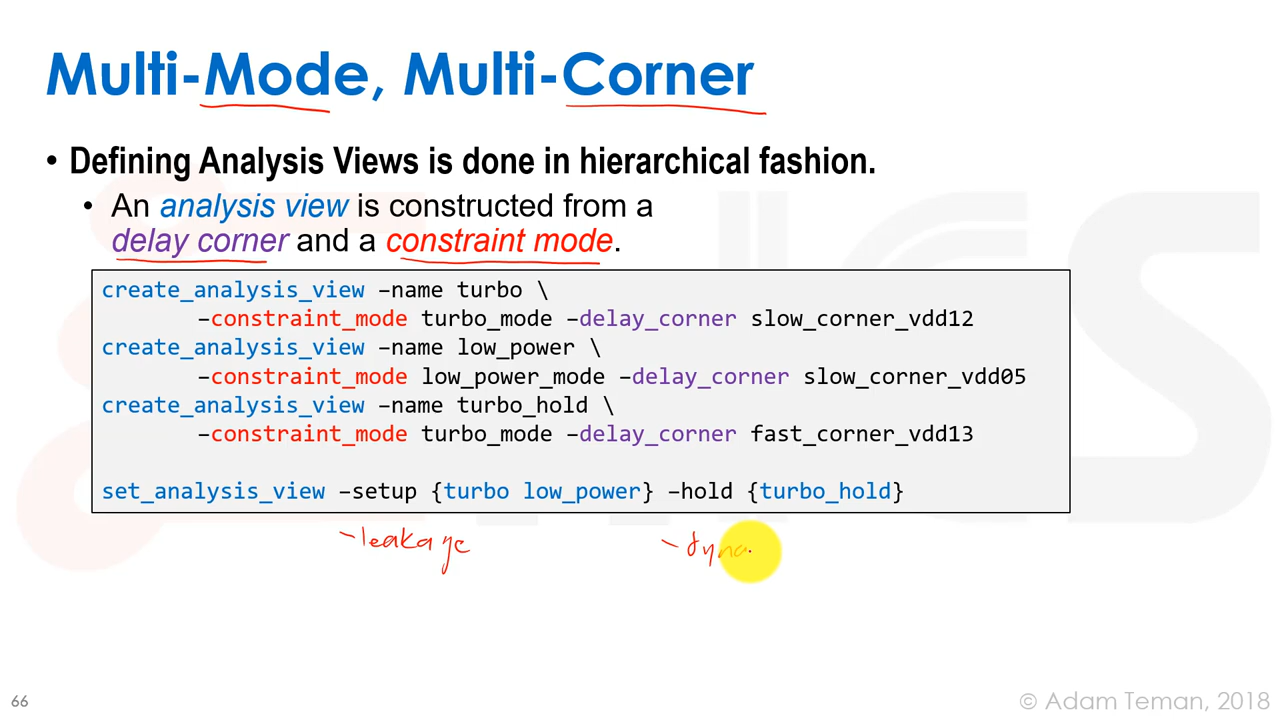 Multi-Mode, Multi-Corner
• Defining Analysis Views is done in hierarchical fashion.
• An analysis view is constructed from a
delay corner and a constraint mode.
create_analysis_view –name turbo \
–constraint_mode turbo_mode –delay_corner slow_corner_vdd12
create_analysis_view –name low_power \
–constraint_mode low_power_mode –delay_corner slow_corner_vdd05
create_analysis_view –name turbo_hold \
–constraint_mode turbo_mode –delay_corner fast_corner_vdd13
set_analysis_view –setup {turbo low_power} –hold {turbo_hold}
-leakage -dyna
66
© Adam Teman, 2018